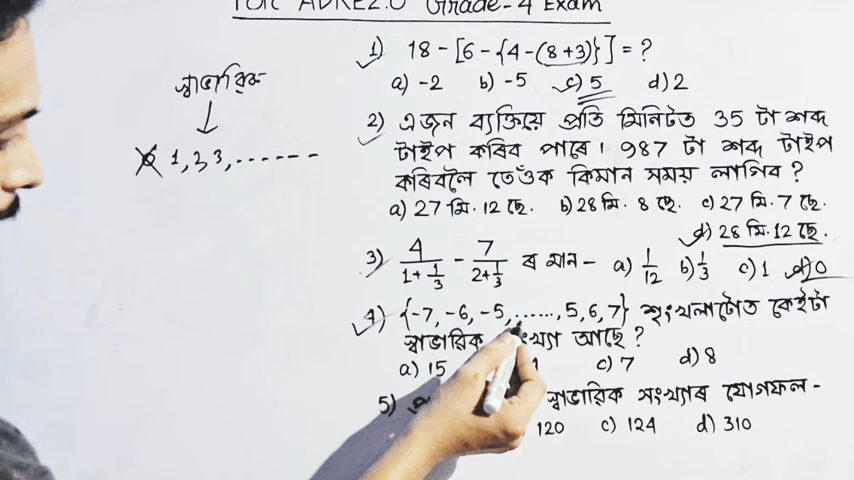 For ADRE2.0 Grade-4 Exam
স্বাভাৱিক
0 1, 2, 3, ......
1) 18 - [6 - {4 - (8+3)}] = ?
a) -2 b) -5 c) 5 d) 2
2) এজন ব্যক্তিয়ে প্ৰতি মিনিটত 35 টা শব্দ
টাইপ কৰিব পাৰে। 987 টা শব্দ টাইপ
কৰিবলৈ তেওঁক কিমান সময় লাগিব ?
a) 27 মি. 12 ছে. b) 28 মি. 8 ছে. c) 27 মি. 7 ছে.
d) 28 মি. 12 ছে.
3) 4/(1+1/3) - 7/(2+1/3) ৰ মান - a) 1/12 b) 1/3 c) 1 d) 0
4) {-7, -6, -5, ......, 5, 6, 7} শৃংখলাটোত কেইটা
স্বাভাৱিক সংখ্যা আছে ?
a) 15 c) 7 d) 8
5) স্বাভাৱিক সংখ্যাৰ যোগফল -
120 c) 124 d) 310